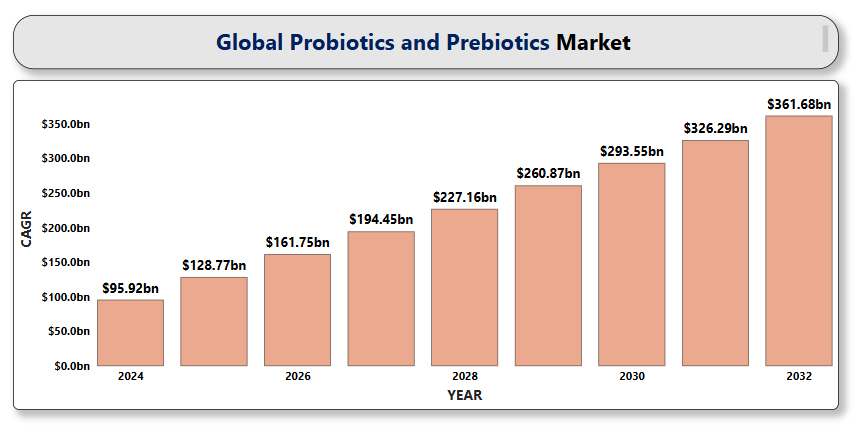 Global Probiotics and Prebiotics Market
$361.68bn
$326.29bn
$293.55bn
$260.87bn
$227.16bn
$194.45bn
$161.75bn
$128.77bn
$95.92bn
$350.0bn
$300.0bn
$250.0bn
$200.0bn
$150.0bn
$100.0bn
$50.0bn
$0.0bn
CAGR
2024 2026 2028 2030 2032
YEAR